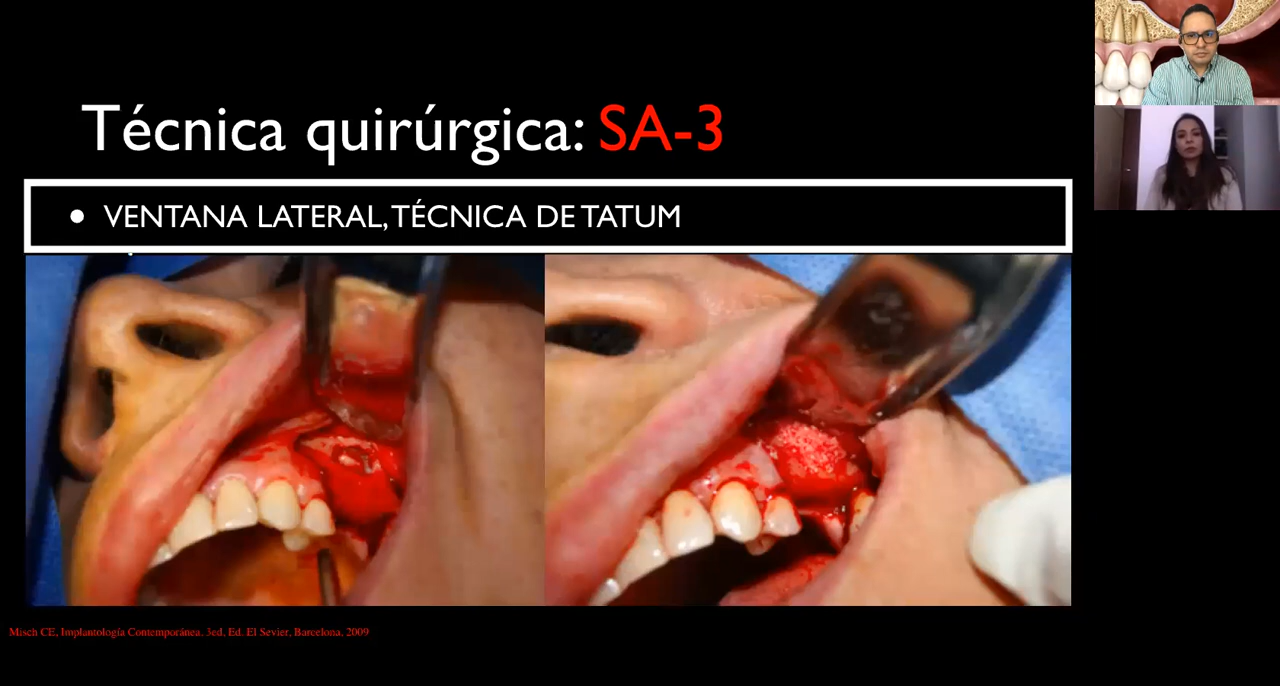 Técnica quirúrgica: SA-3
• VENTANA LATERAL, TÉCNICA DE TATUM
Misch CE, Implantología Contemporánea. 3ed, Ed. El Sevier, Barcelona, 2009